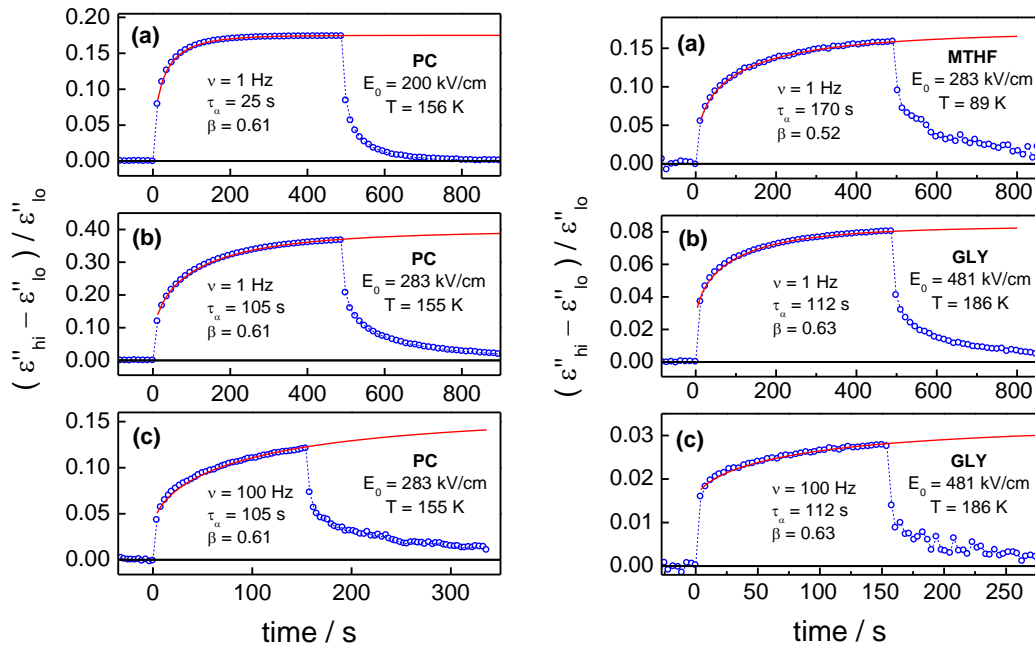 (a)
PC
E₀ = 200 kV/cm
T = 156 K
ν = 1 Hz
τ_α = 25 s
β = 0.61
0.20
0.15
0.10
0.05
0.00
0 200 400 600 800
(b)
PC
E₀ = 283 kV/cm
T = 155 K
ν = 1 Hz
τ_α = 105 s
β = 0.61
0.40
0.30
0.20
0.10
0.00
0 200 400 600 800
(c)
PC
E₀ = 283 kV/cm
T = 155 K
ν = 100 Hz
τ_α = 105 s
β = 0.61
0.15
0.10
0.05
0.00
0 100 200 300
( ε″hi – ε″lo ) / ε″lo
time / s
(a)
MTHF
E₀ = 283 kV/cm
T = 89 K
ν = 1 Hz
τ_α = 170 s
β = 0.52
0.15
0.10
0.05
0.00
0 200 400 600 800
(b)
GLY
E₀ = 481 kV/cm
T = 186 K
ν = 1 Hz
τ_α = 112 s
β = 0.63
0.08
0.06
0.04
0.02
0.00
0 200 400 600 800
(c)
GLY
E₀ = 481 kV/cm
T = 186 K
ν = 100 Hz
τ_α = 112 s
β = 0.63
0.03
0.02
0.01
0.00
0 50 100 150 200 250
( ε″hi – ε″lo ) / ε″lo
time / s